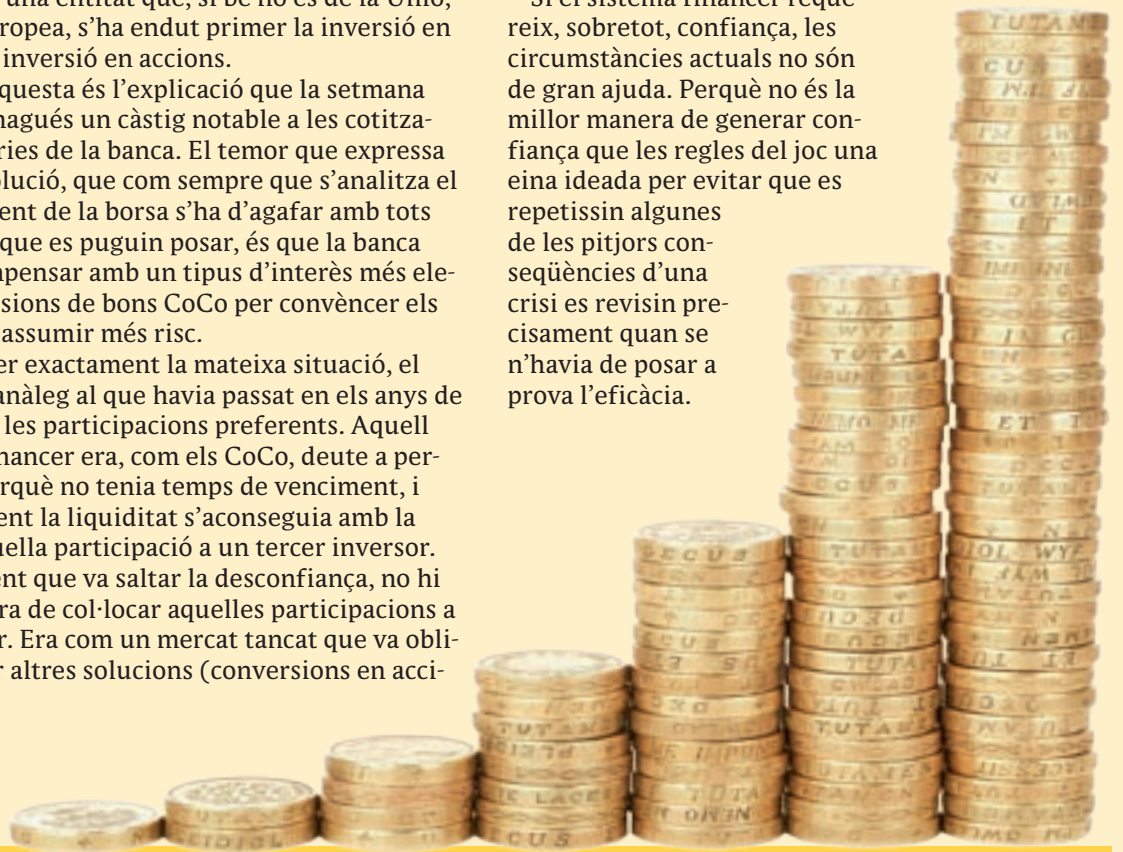 una entitat que, si bé no és de la Unió,
ropea, s’ha endut primer la inversió en
inversió en accions.
questa és l’explicació que la setmana
hagués un càstig notable a les cotitza-
ries de la banca. El temor que expressa
olució, que com sempre que s’analitza el
ent de la borsa s’ha d’agafar amb tots
que es puguin posar, és que la banca
mpensar amb un tipus d’interès més ele-
sions de bons CoCo per convèncer els
assumir més risc.
er exactament la mateixa situació, el
anàleg al que havia passat en els anys de
les participacions preferents. Aquell
nancer era, com els CoCo, deute a per-
erquè no tenia temps de venciment, i
ent la liquiditat s’aconseguia amb la
uella participació a un tercer inversor.
ent que va saltar la desconfiança, no hi
ra de col·locar aquelles participacions a
r. Era com un mercat tancat que va obli-
r altres solucions (conversions en acci-
Si el sistema financer reque-
reix, sobretot, confiança, les
circumstàncies actuals no són
de gran ajuda. Perquè no és la
millor manera de generar con-
fiança que les regles del joc una
eina ideada per evitar que es
repetissin algunes
de les pitjors con-
seqüències d’una
crisi es revisin pre-
cisament quan se
n’havia de posar a
prova l’eficàcia.